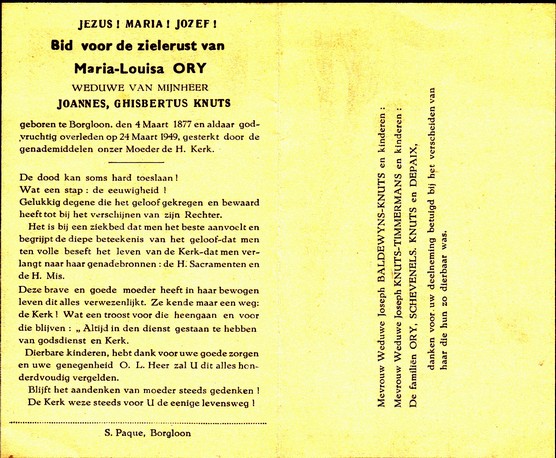 JEZUS! MARIA! JOZEF!
Bid voor de zielerust van
Maria-Louisa ORY
WEDUWE VAN MIJNHEER
JOANNES, GHISBERTUS KNUTS
geboren te Borgloon. den 4 Maart 1877 en aldaar god-
vruchtig overleden op 24 Maart 1949, gesterkt door de
genademiddelen onzer Moeder de H. Kerk.
De dood kan soms hard toeslaan!
Wat een stap: de eeuwigheid!
Gelukkig degene die het geloof gekregen en bewaard
heeft tot bij het verschijnen van zijn Rechter.
Het is bij een ziekbed dat men het beste aanvoelt en
begrijpt de diepe beteekenis van het geloof-dat men
ten volle beseft het leven van de Kerk-dat men ver-
langt naar haar genadebronnen: de H. Sacramenten en
de H. Mis.
Deze brave en goede moeder heeft in haar bewogen
leven dit alles verwezenlijkt. Ze kende maar een weg:
de Kerk! Wat een troost voor die heengaan en voor
die blijven: „ Altijd in den dienst gestaan te hebben
van godsdienst en Kerk.
Dierbare kinderen, hebt dank voor uwe goede zorgen
en uwe genegenheid O. L. Heer zal U dit alles hon-
derdvoudig vergelden.
Blijft het aandenken van moeder steeds gedenken!
De Kerk weze steeds voor U de eenige levensweg!
S. Paque, Borgloon
Mevrouw Weduwe Joseph BALDEWYNS-KNUTS en kinderen:
Mevrouw Weduwe Joseph KNUTS-TIMMERMANS en kinderen:
De familiën ORY, SCHEVENELS. KNUTS en DEPAIX,
danken voor uw deelneming betuigd bij het verscheiden van
haar die hun zo dierbaar was.